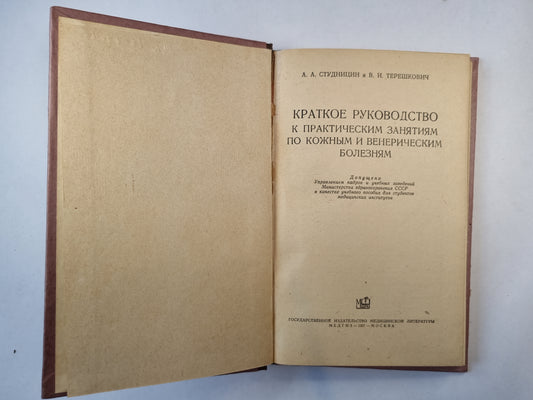 А. А. СТУДНИЦИН и В. И. ТЕРЕШКОВИЧ
КРАТКОЕ РУКОВОДСТВО
К ПРАКТИЧЕСКИМ ЗАНЯТИЯМ
ПО КОЖНЫМ И ВЕНЕРИЧЕСКИМ
БОЛЕЗНЯМ
Допущено
Управлением кадров и учебных заведений
Министерства здравоохранения СССР
в качестве учебного пособия для студентов
медицинских институтов
ГОСУДАРСТВЕННОЕ ИЗДАТЕЛЬСТВО МЕДИЦИНСКОЙ ЛИТЕРАТУРЫ
МЕДГИЗ—1957—МОСКВА